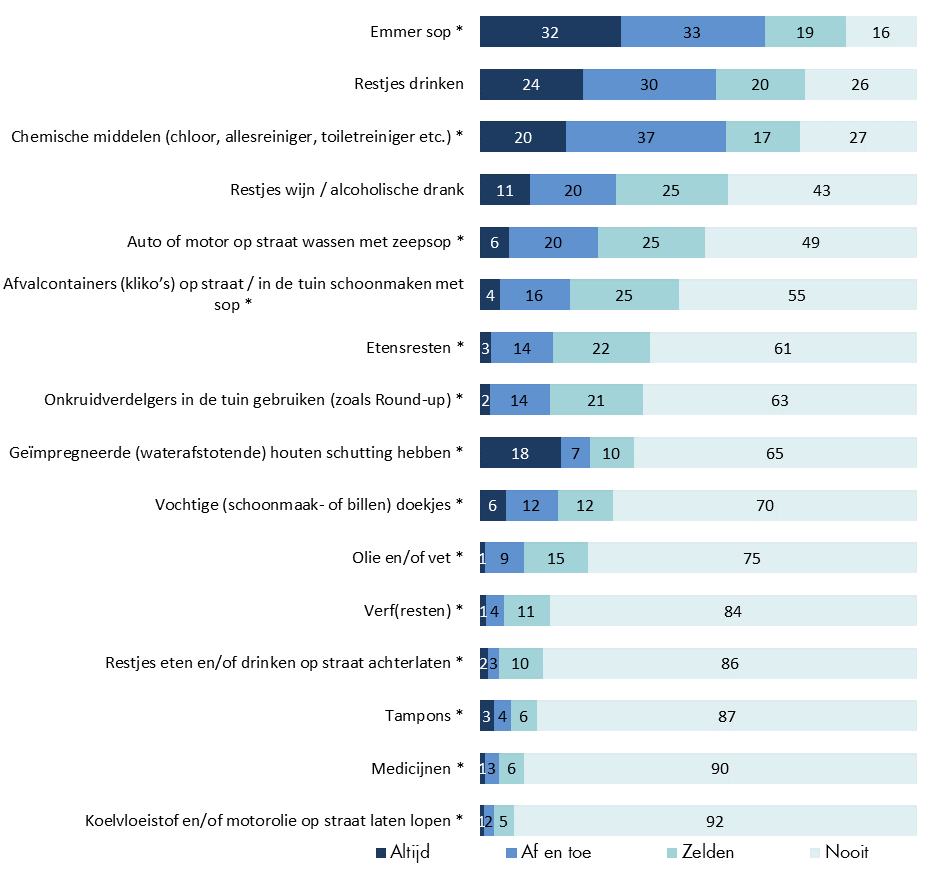 Emmer sop * 32 33 19 16
Restjes drinken 24 30 20 26
Chemische middelen (chloor, allesreiniger, toiletreiniger etc.) * 20 37 17 27
Restjes wijn / alcoholische drank 11 20 25 43
Auto of motor op straat wassen met zeepsop * 6 20 25 49
Afvalcontainers (kliko's) op straat / in de tuin schoonmaken met
sop * 4 16 25 55
Etensresten * 3 14 22 61
Onkruidverdelgers in de tuin gebruiken (zoals Round-up) * 2 14 21 63
Geïmpregneerde (waterafstotende) houten schutting hebben * 18 7 10 65
Vochtige (schoonmaak- of billen) doekjes * 6 12 12 70
Olie en/of vet * 1 9 15 75
Verf(resten) * 1 4 11 84
Restjes eten en/of drinken op straat achterlaten * 2 3 10 86
Tampons * 3 4 6 87
Medicijnen * 1 3 6 90
Koelvloeistof en/of motorolie op straat laten lopen * 1 2 5 92
Altijd Af en toe Zelden Nooit